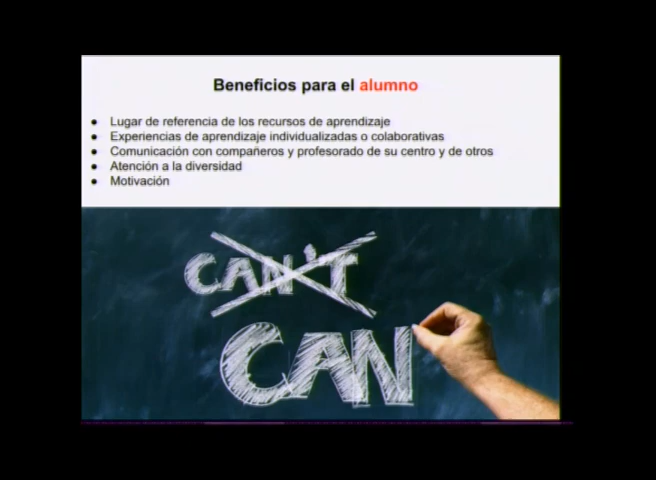 Beneficios para el alumno
● Lugar de referencia de los recursos de aprendizaje
● Experiencias de aprendizaje individualizadas o colaborativas
● Comunicación con compañeros y profesorado de su centro y de otros
● Atención a la diversidad
● Motivación
CAN'T
CAN